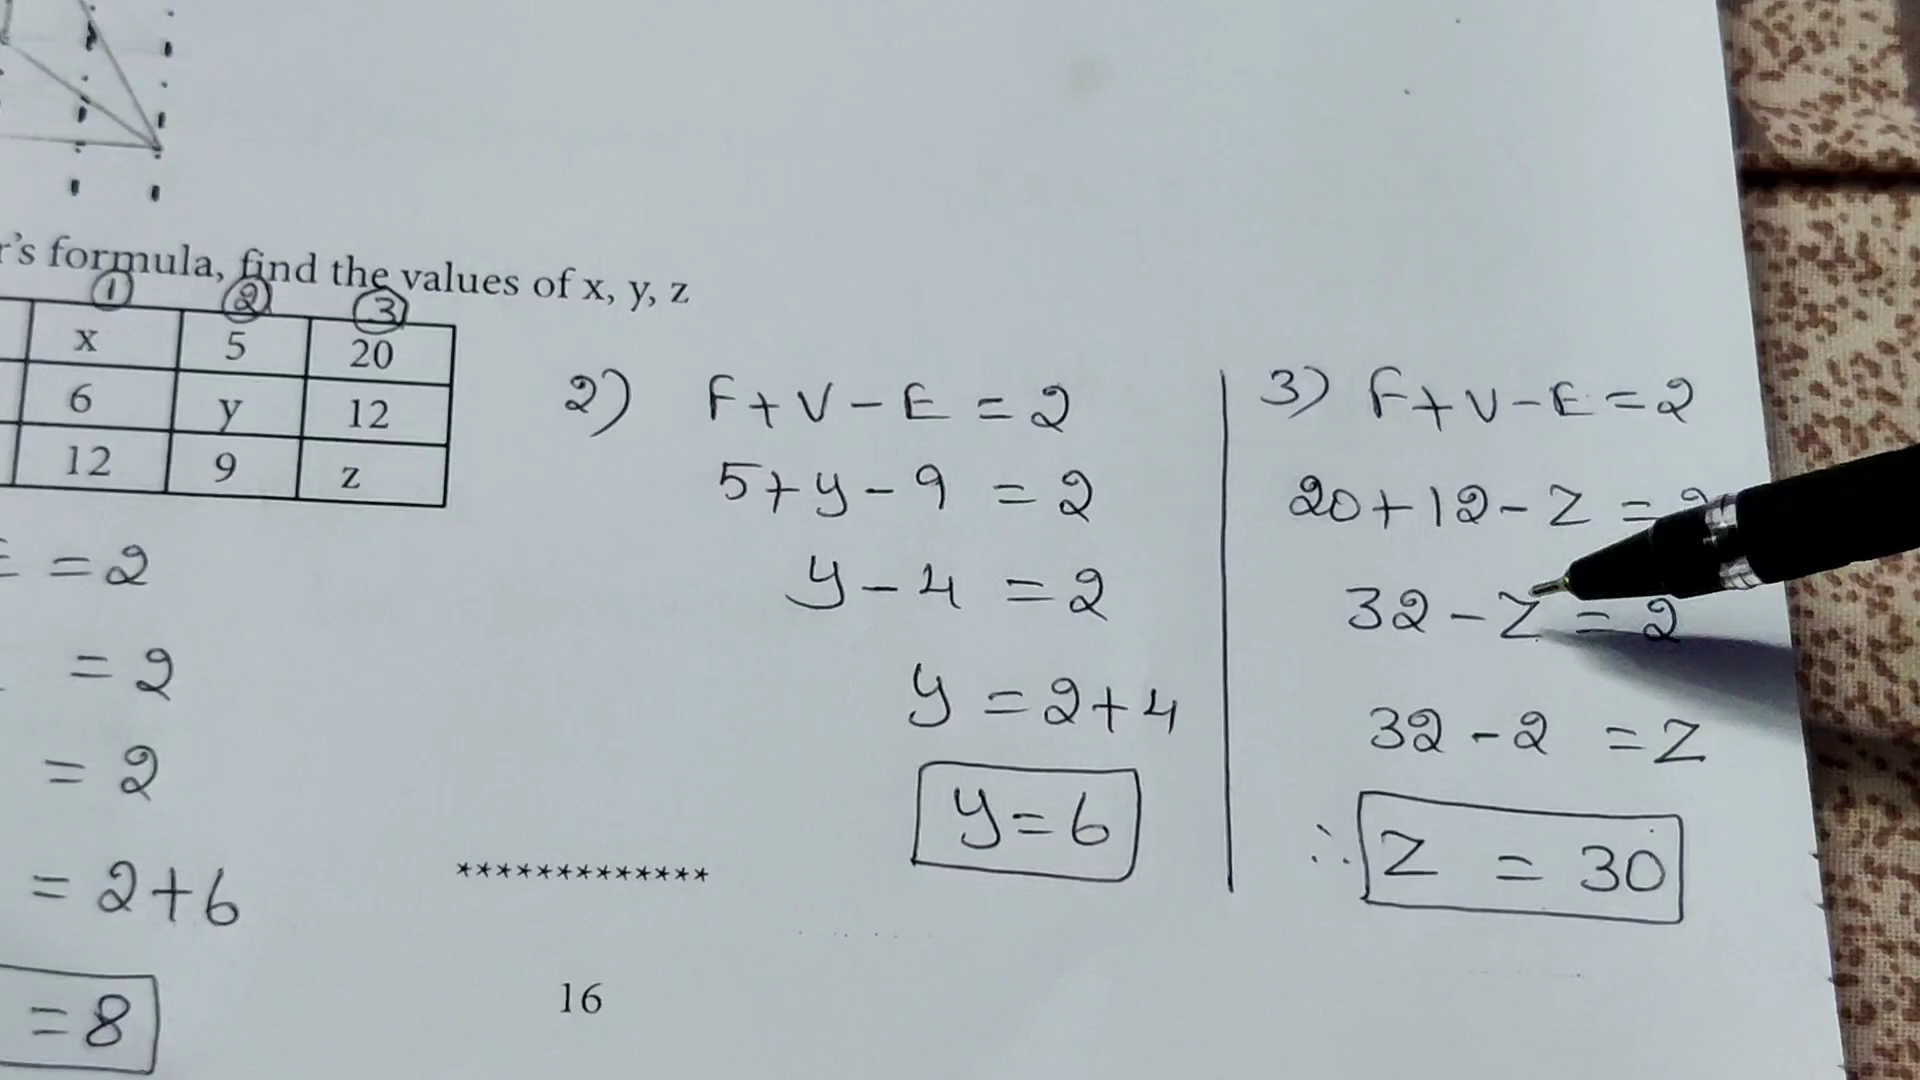 formula, find the values of x, y, z
1 2 3
x 5 20
6 y 12
12 9 z
= 2
= 2
= 2
= 2 + 6
= 8
2) F + V - E = 2
5 + y - 9 = 2
y - 4 = 2
y = 2 + 4
y = 6
3) F + V - E = 2
20 + 12 - Z =
32 - Z = 2
32 - 2 = Z
∴ Z = 30
*************
16